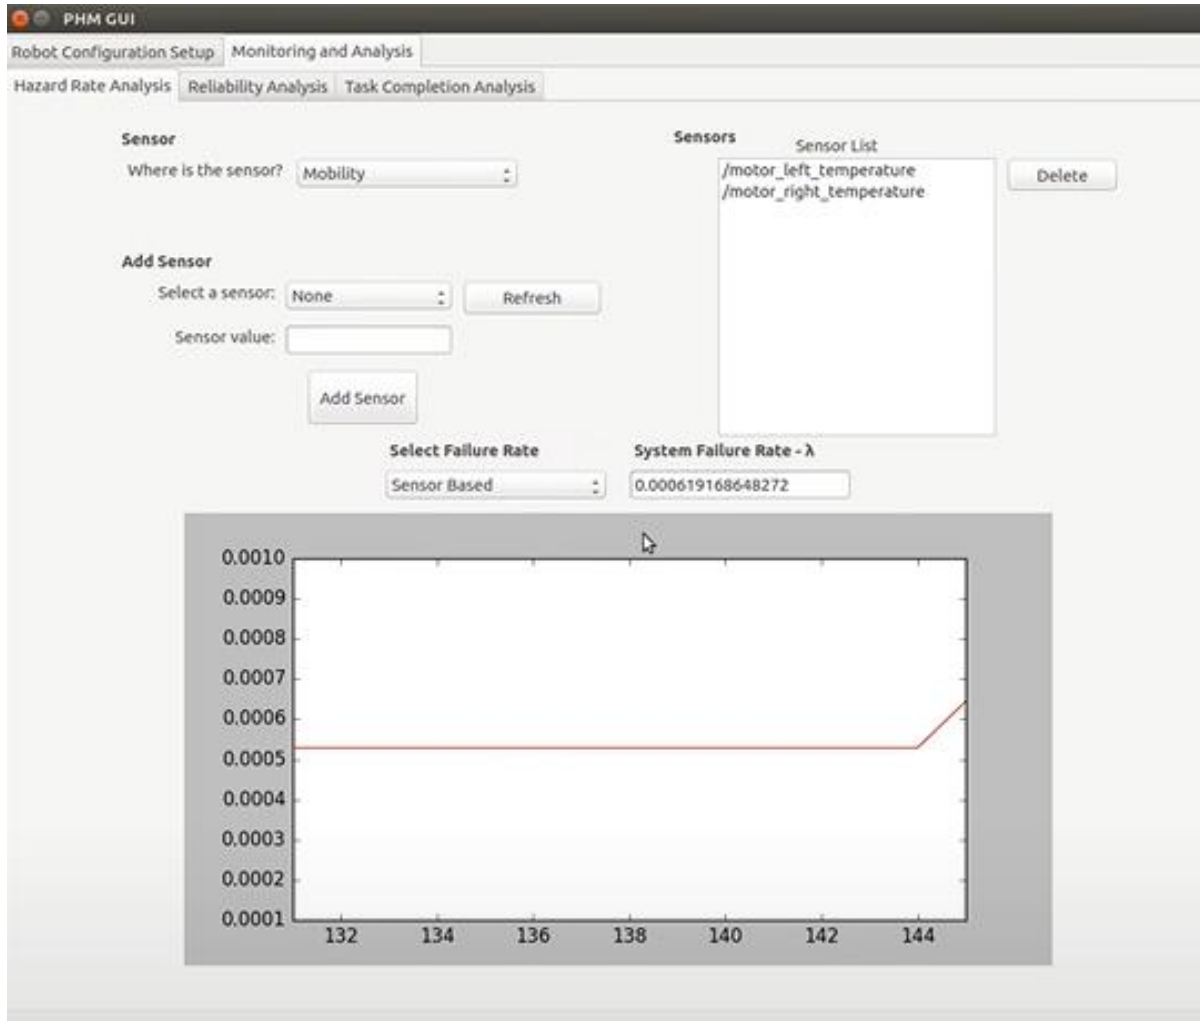 PHM GUI
Robot Configuration Setup Monitoring and Analysis
Hazard Rate Analysis Reliability Analysis Task Completion Analysis
Sensor
Where is the sensor? Mobility
Sensors
Sensor List
/motor_left_temperature
/motor_right_temperature
Delete
Add Sensor
Select a sensor: None Refresh
Sensor value:
Add Sensor
Select Failure Rate System Failure Rate - λ
Sensor Based 0.000619168648272
0.0010
0.0009
0.0008
0.0007
0.0006
0.0005
0.0004
0.0003
0.0002
0.0001
132 134 136 138 140 142 144